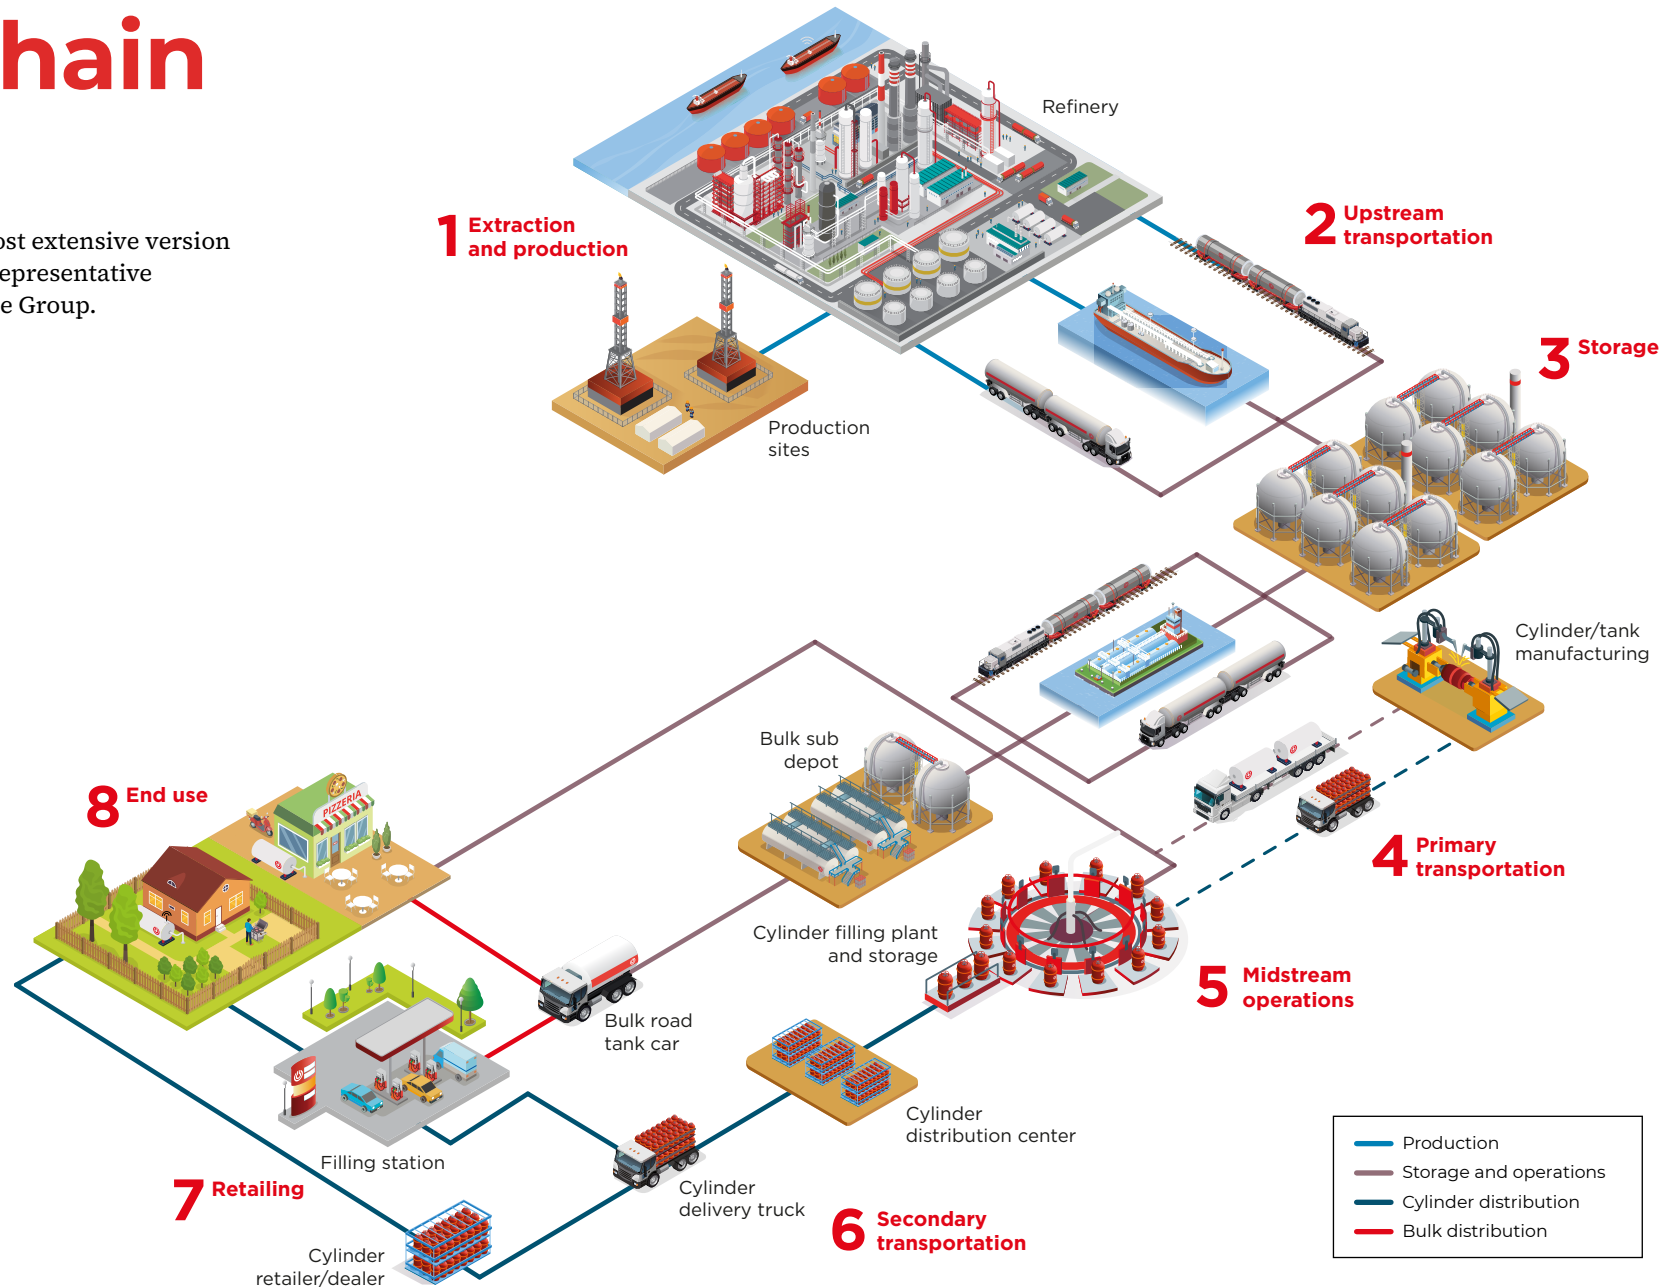 hain
ost extensive version
epresentative
e Group.
Refinery
1 Extraction
and production
2 Upstream
transportation
3 Storage
Production
sites
Cylinder/tank
manufacturing
Bulk sub
depot
8 End use
PIZZERIA
4 Primary
transportation
Cylinder filling plant
and storage
5 Midstream
operations
Bulk road
tank car
Cylinder
distribution center
Filling station
7 Retailing
Cylinder
delivery truck
6 Secondary
transportation
Cylinder
retailer/dealer
Production
Storage and operations
Cylinder distribution
Bulk distribution